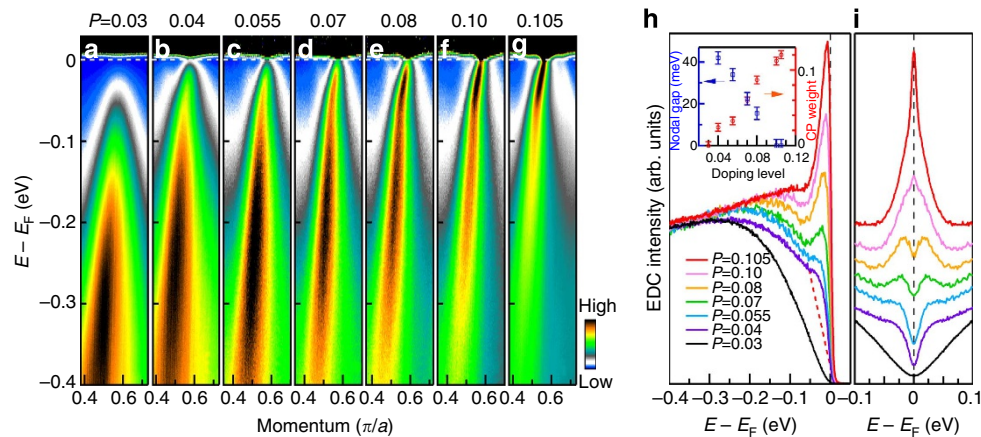 P=0.03 0.04 0.055 0.07 0.08 0.10 0.105
a b c d e f g
0
−0.1
−0.2
−0.3
−0.4
E − E_F (eV)
0.4 0.6 0.4 0.6 0.4 0.6 0.4 0.6 0.4 0.6 0.4 0.6 0.4 0.6
Momentum (π/a)
High
Low
h
EDC intensity (arb. units)
Nodal gap (meV)
40
20
0
0.1
0
CP weight
0.04 0.08 0.12
Doping level
P=0.105
P=0.10
P=0.08
P=0.07
P=0.055
P=0.04
P=0.03
−0.4 −0.3 −0.2 −0.1 0
E − E_F (eV)
i
−0.1 0 0.1
E − E_F (eV)